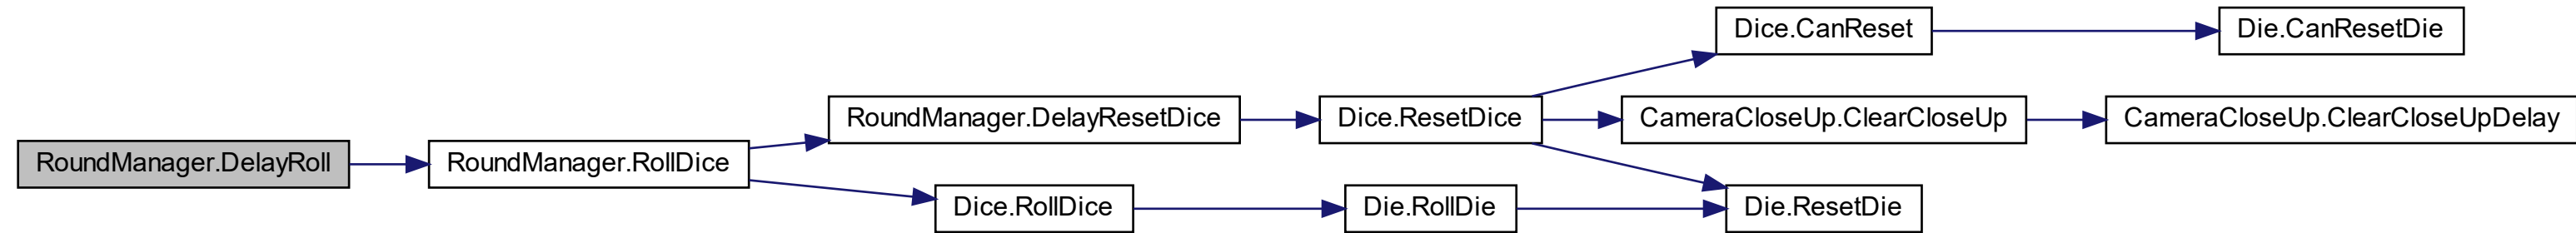 Dice.CanReset
Die.CanResetDie
RoundManager.DelayResetDice
Dice.ResetDice
CameraCloseUp.ClearCloseUp
CameraCloseUp.ClearCloseUpDelay
RoundManager.DelayRoll
RoundManager.RollDice
Dice.RollDice
Die.RollDie
Die.ResetDie